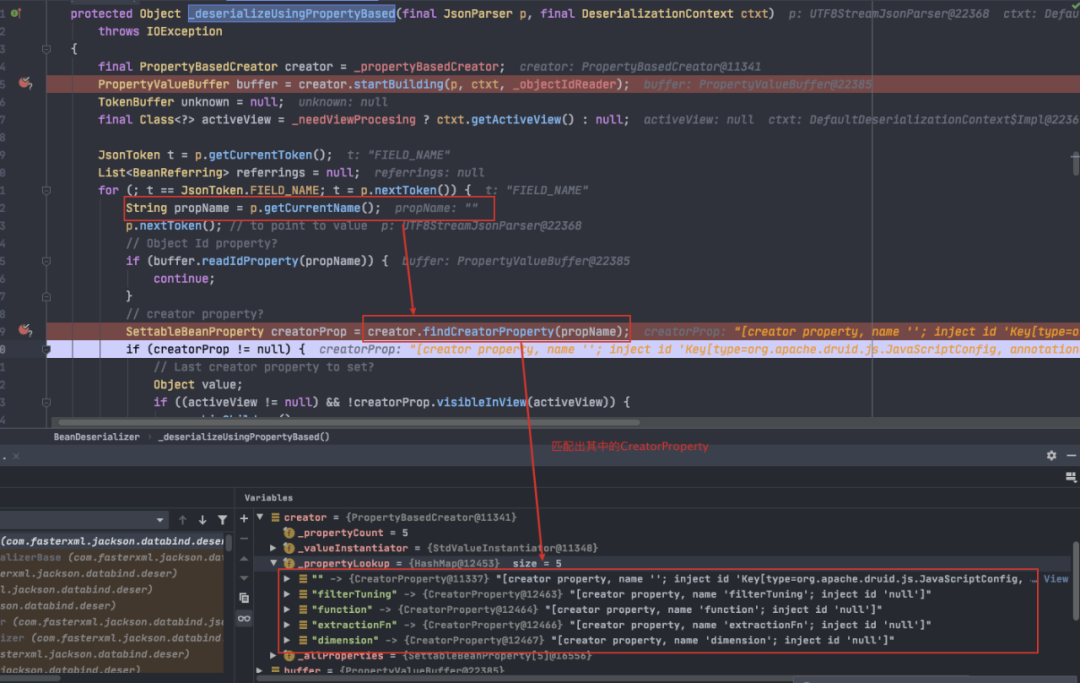 protected Object _deserializeUsingPropertyBased(final JsonParser p, final DeserializationContext ctxt) p: UTF8StreamJsonParser@22368 ctxt: Defau
throws IOException
{
final PropertyBasedCreator creator = _propertyBasedCreator; creator: PropertyBasedCreator@11341
PropertyValueBuffer buffer = creator.startBuilding(p, ctxt, _objectIdReader); buffer: PropertyValueBuffer@22385
TokenBuffer unknown = null; unknown: null
final Class<?> activeView = _needViewProcesing ? ctxt.getActiveView() : null; activeView: null ctxt: DefaultDeserializationContext$Impl@2236
JsonToken t = p.getCurrentToken(); t: "FIELD_NAME"
List<BeanReferring> referrings = null; referrings: null
for (; t == JsonToken.FIELD_NAME; t = p.nextToken()) { t: "FIELD_NAME"
String propName = p.getCurrentName(); propName: ""
p.nextToken(); // to point to value p: UTF8StreamJsonParser@22368
// Object Id property?
if (buffer.readIdProperty(propName)) { buffer: PropertyValueBuffer@22385
continue;
}
// creator property?
SettableBeanProperty creatorProp = creator.findCreatorProperty(propName); creatorProp: "[creator property, name ''; inject id 'Key[type=o
if (creatorProp != null) { creatorProp: "[creator property, name ''; inject id 'Key[type=org.apache.druid.js.JavaScriptConfig, annotation
// Last creator property to set?
Object value;
if ((activeView != null) && !creatorProp.visibleInView(activeView)) {
BeanDeserializer › _deserializeUsingPropertyBased()
匹配出其中的CreatorProperty
Variables
(com.fasterxml.jackson.databind.deser
alizerBase (com.fasterxml.jackson.dat
erxml.jackson.databind.deser)
l.jackson.databind.deser)
son.databind.deser)
r (com.fasterxml.jackson.databind.jse
izer (com.fasterxml.jackson.databind
sterxml.jackson.databind.deser)
jackson.databind.deser)
creator = {PropertyBasedCreator@11341}
_propertyCount = 5
_valueInstantiator = {StdValueInstantiator@11348}
_propertyLookup = {HashMap@12453} size = 5
"" -> {CreatorProperty@11337} "[creator property, name ''; inject id 'Key[type=org.apache.druid.js.JavaScriptConfig, ... View
"filterTuning" -> {CreatorProperty@12463} "[creator property, name 'filterTuning'; inject id 'null']"
"function" -> {CreatorProperty@12464} "[creator property, name 'function'; inject id 'null']"
"extractionFn" -> {CreatorProperty@12466} "[creator property, name 'extractionFn'; inject id 'null']"
"dimension" -> {CreatorProperty@12467} "[creator property, name 'dimension'; inject id 'null']"
_allProperties = {SettableBeanProperty[5]@16556}
buffer = {PropertyValueBuffer@22385}